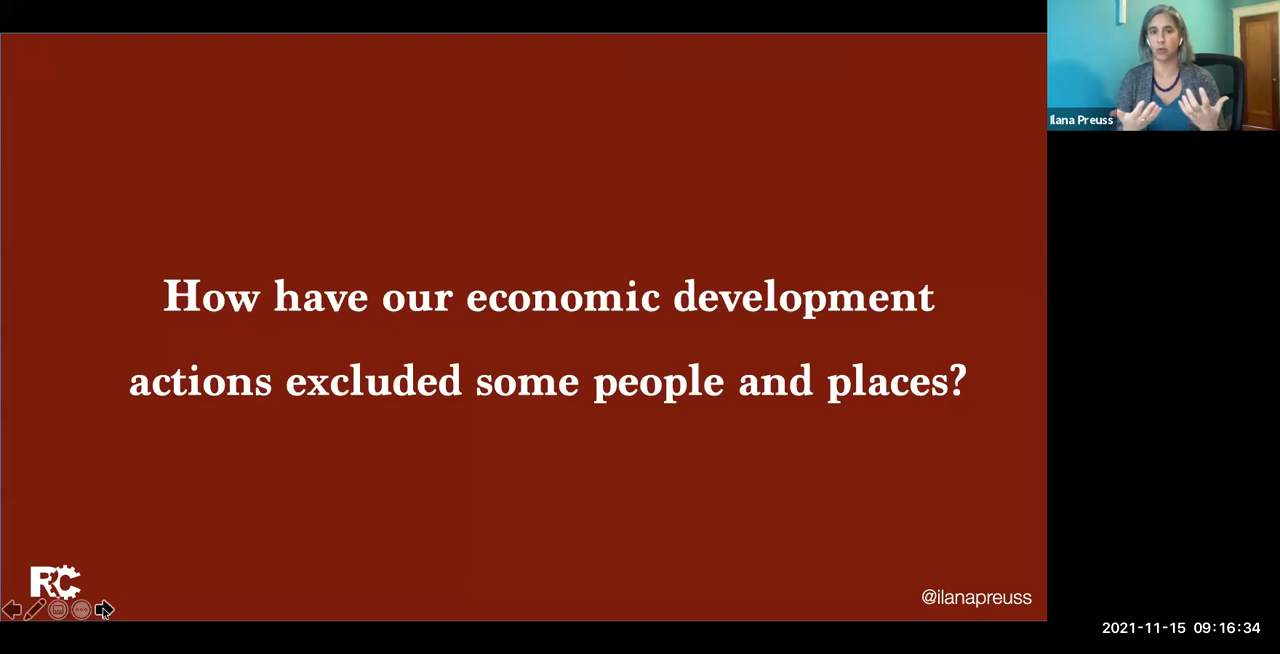 Ilana Preuss
How have our economic development
actions excluded some people and places?
RC
@ilanapreuss
2021-11-15 09:16:34